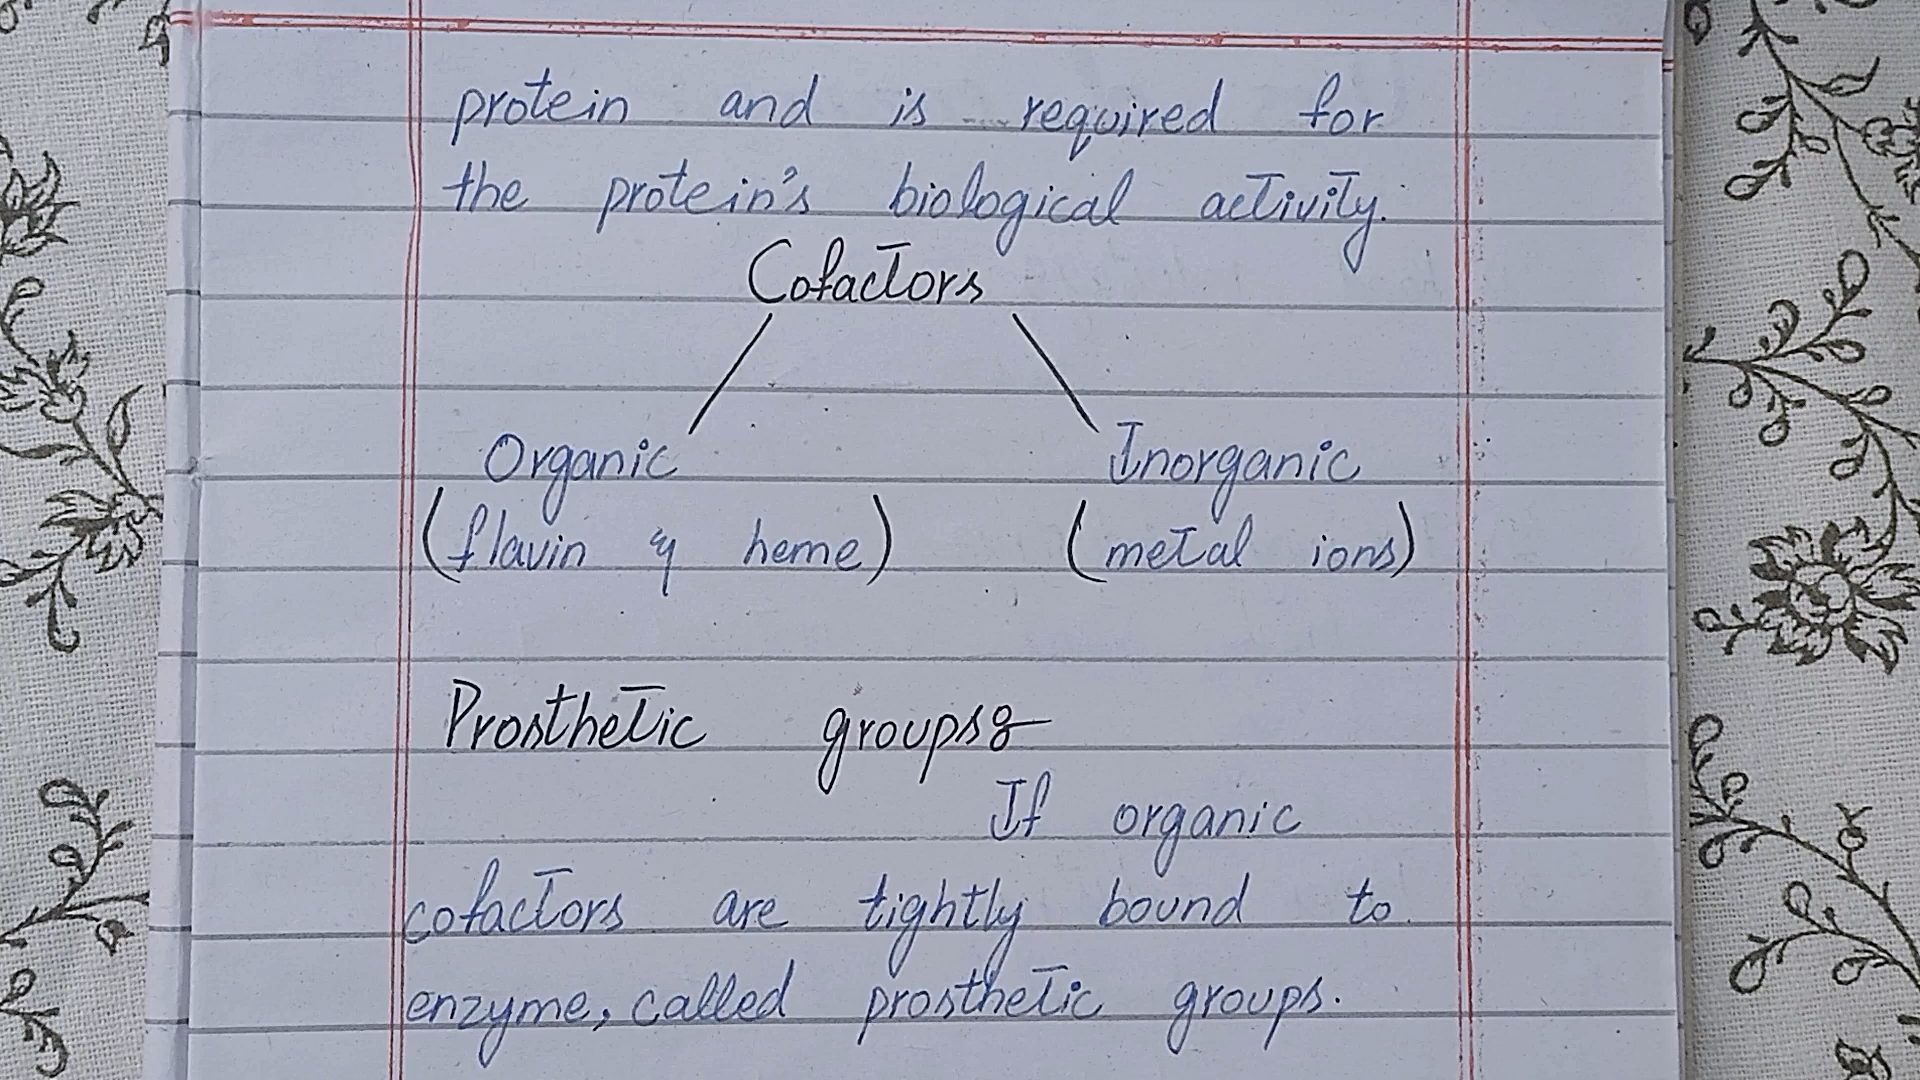 protein and is required for
the protein's biological activity.
Cofactors
Organic Inorganic
(flavin & heme) (metal ions)
Prosthetic groups:-
If organic
cofactors are tightly bound to
enzyme, called prosthetic groups.